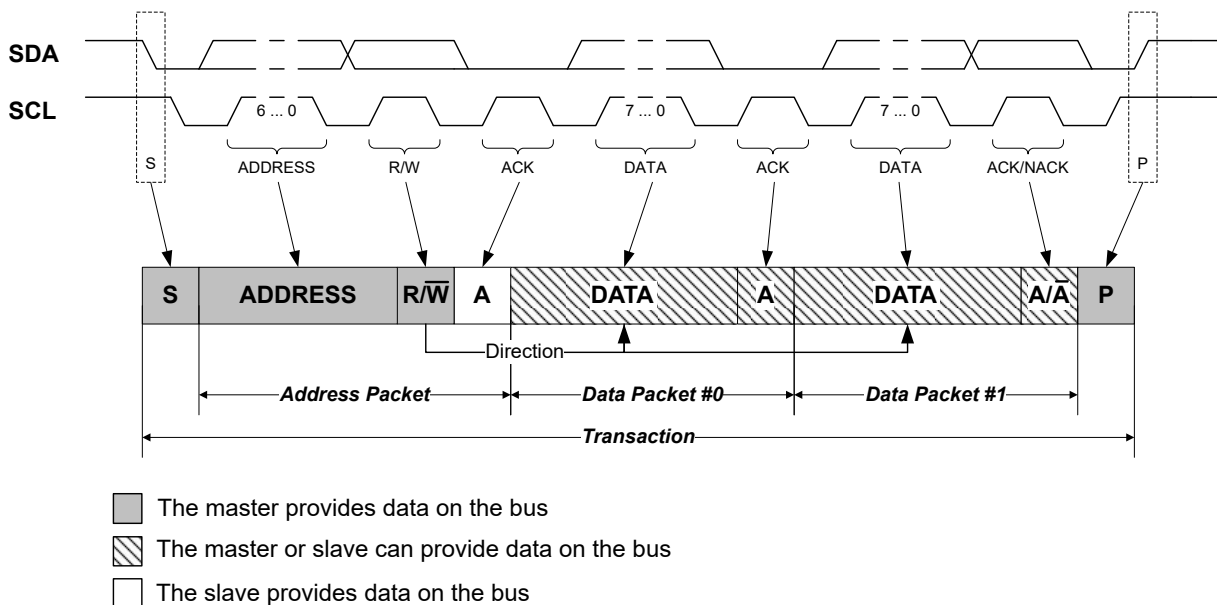 SDA
SCL
6 ... 0
7 ... 0
7 ... 0
S
ADDRESS
R/W
ACK
DATA
ACK
DATA
ACK/NACK
P
S
ADDRESS
R/W̅
A
DATA
A
DATA
A/A̅
P
Direction
Address Packet
Data Packet #0
Data Packet #1
Transaction
The master provides data on the bus
The master or slave can provide data on the bus
The slave provides data on the bus